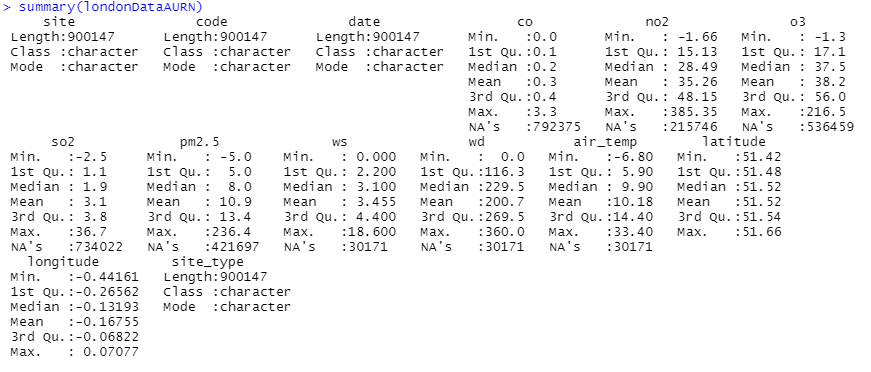 > summary(londonDataAURN)
site code date co no2 o3
Length:900147 Length:900147 Length:900147 Min. :0.0 Min. : -1.66 Min. : -1.3
Class :character Class :character Class :character 1st Qu.:0.1 1st Qu.: 15.13 1st Qu.: 17.1
Mode :character Mode :character Mode :character Median :0.2 Median : 28.49 Median : 37.5
Mean :0.3 Mean : 35.26 Mean : 38.2
3rd Qu.:0.4 3rd Qu.: 48.15 3rd Qu.: 56.0
Max. :3.3 Max. :385.35 Max. :216.5
NA's :792375 NA's :215746 NA's :536459
so2 pm2.5 ws wd air_temp latitude
Min. :-2.5 Min. : -5.0 Min. : 0.000 Min. : 0.0 Min. :-6.80 Min. :51.42
1st Qu.: 1.1 1st Qu.: 5.0 1st Qu.: 2.200 1st Qu.:116.3 1st Qu.: 5.90 1st Qu.:51.48
Median : 1.9 Median : 8.0 Median : 3.100 Median :229.5 Median : 9.90 Median :51.52
Mean : 3.1 Mean : 10.9 Mean : 3.455 Mean :200.7 Mean :10.18 Mean :51.52
3rd Qu.: 3.8 3rd Qu.: 13.4 3rd Qu.: 4.400 3rd Qu.:269.5 3rd Qu.:14.40 3rd Qu.:51.54
Max. :36.7 Max. :236.4 Max. :18.600 Max. :360.0 Max. :33.40 Max. :51.66
NA's :734022 NA's :421697 NA's :30171 NA's :30171 NA's :30171
longitude site_type
Min. :-0.44161 Length:900147
1st Qu.:-0.26562 Class :character
Median :-0.13193 Mode :character
Mean :-0.16755
3rd Qu.:-0.06822
Max. : 0.07077